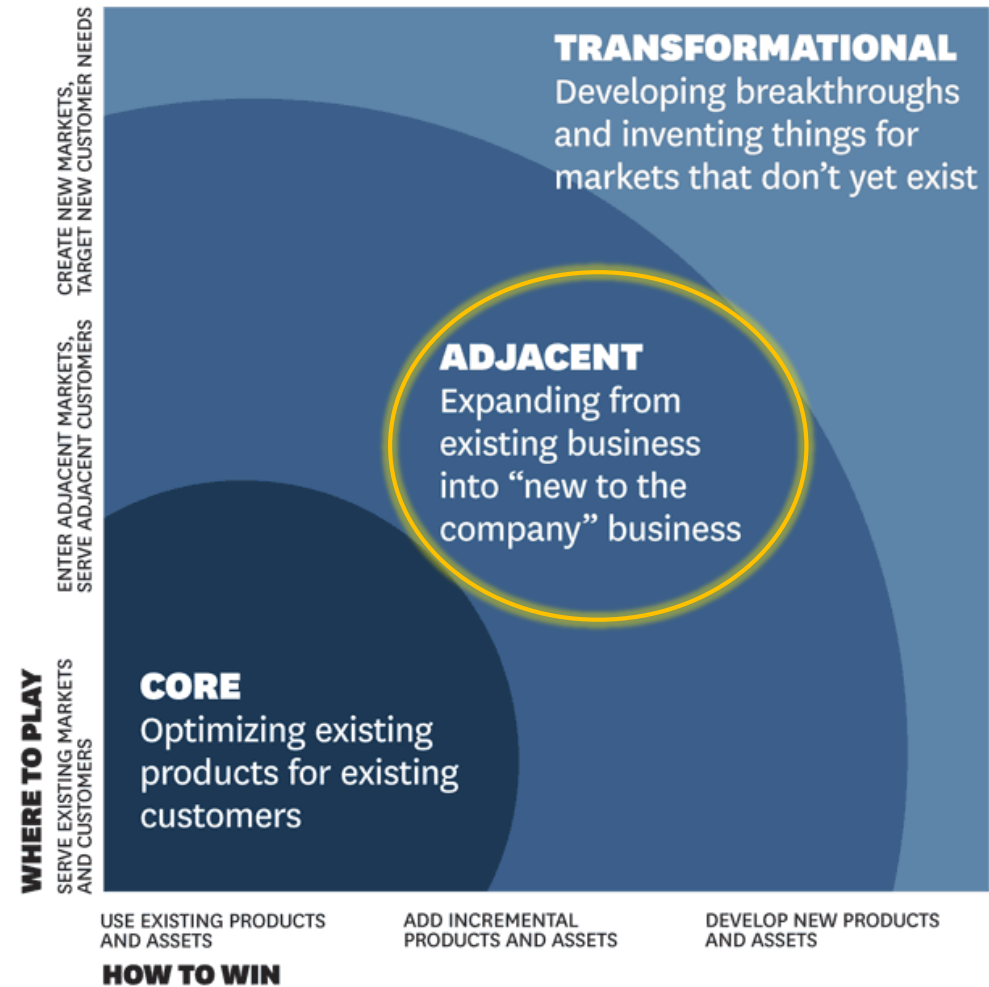 TRANSFORMATIONAL
Developing breakthroughs
and inventing things for
markets that don’t yet exist
ADJACENT
Expanding from
existing business
into “new to the
company” business
CORE
Optimizing existing
products for existing
customers
WHERE TO PLAY
CREATE NEW MARKETS,
TARGET NEW CUSTOMER NEEDS
ENTER ADJACENT MARKETS,
SERVE ADJACENT CUSTOMERS
SERVE EXISTING MARKETS
AND CUSTOMERS
USE EXISTING PRODUCTS
AND ASSETS
ADD INCREMENTAL
PRODUCTS AND ASSETS
DEVELOP NEW PRODUCTS
AND ASSETS
HOW TO WIN